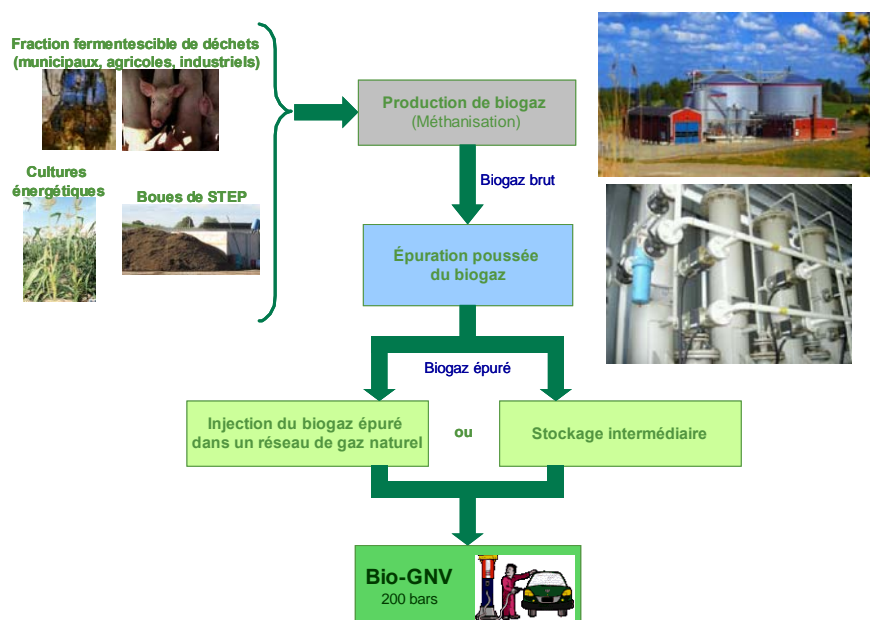 Fraction fermentescible de déchets
(municipaux, agricoles, industriels)
Cultures
énergétiques
Boues de STEP
Production de biogaz
(Méthanisation)
Biogaz brut
Épuration poussée
du biogaz
Biogaz épuré
Injection du biogaz épuré
dans un réseau de gaz naturel
ou
Stockage intermédiaire
Bio-GNV
200 bars